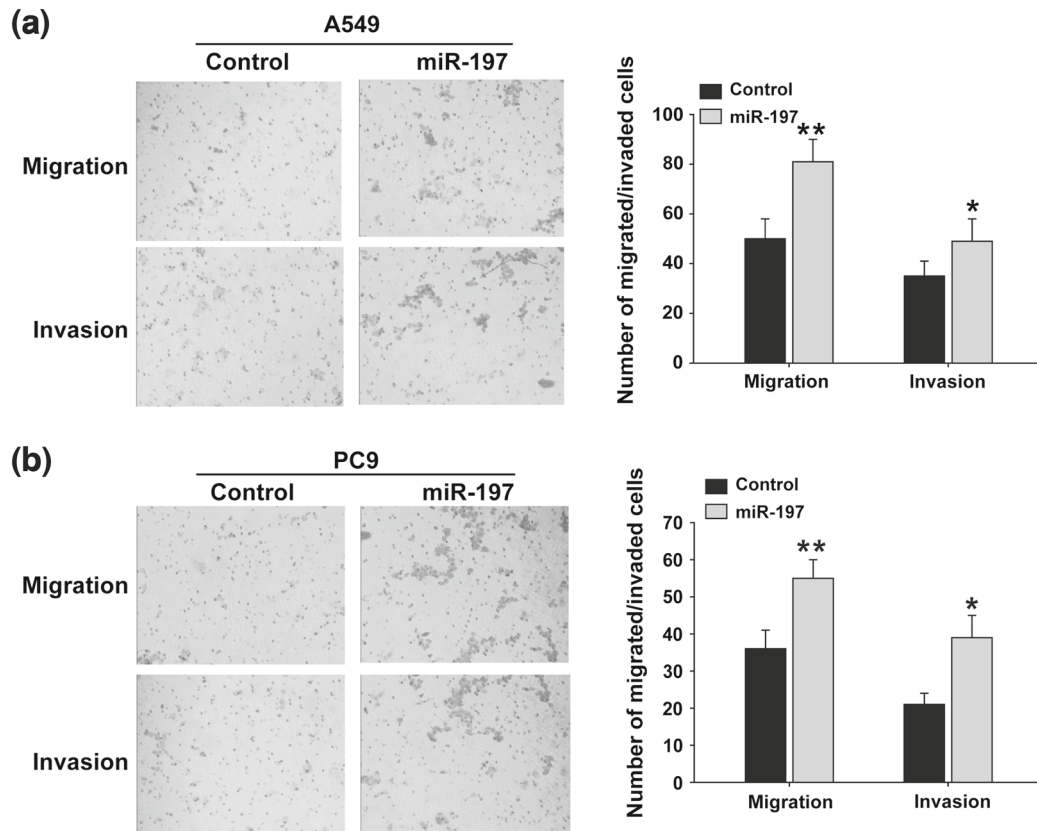 (a)
A549
Control
miR-197
Migration
Invasion
Number of migrated/invaded cells
Control
miR-197
100
80
60
40
20
0
**
*
Migration
Invasion
(b)
PC9
Control
miR-197
Migration
Invasion
Number of migrated/invaded cells
Control
miR-197
70
60
50
40
30
20
10
0
**
*
Migration
Invasion